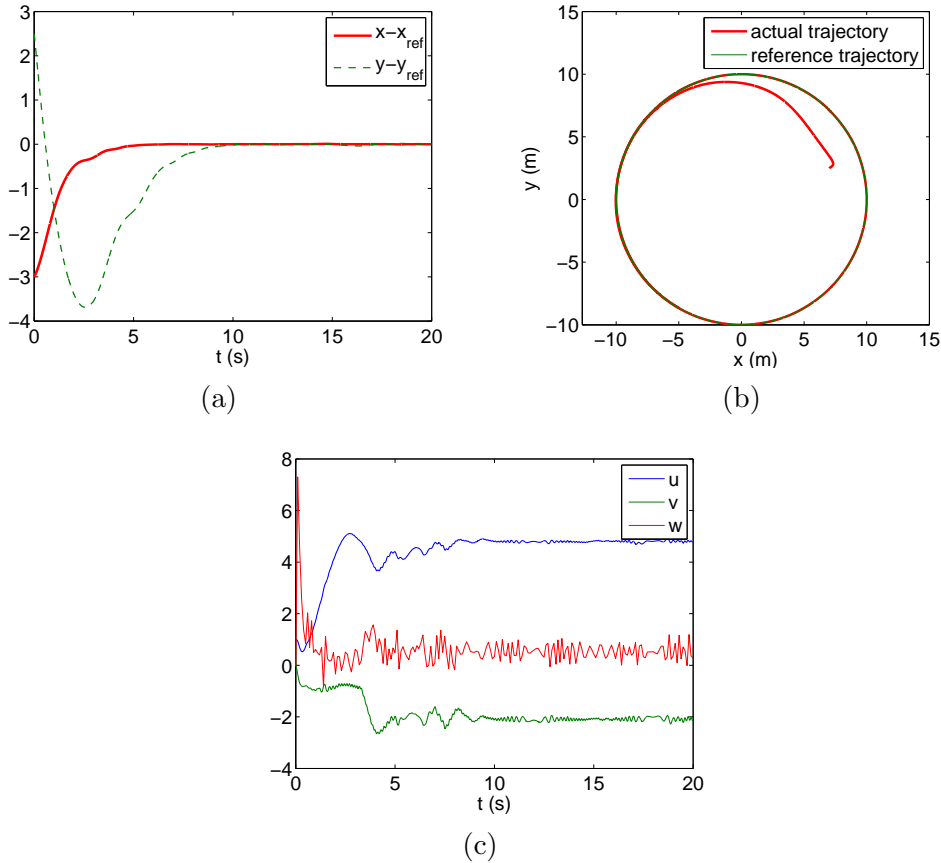 3
2
1
0
−1
−2
−3
−4
0
5
10
15
20
t (s)
x−x_ref
y−y_ref
(a)
15
10
5
0
−5
−10
−10
−5
0
5
10
15
x (m)
y (m)
actual trajectory
reference trajectory
(b)
8
6
4
2
0
−2
−4
0
5
10
15
20
t (s)
u
v
w
(c)